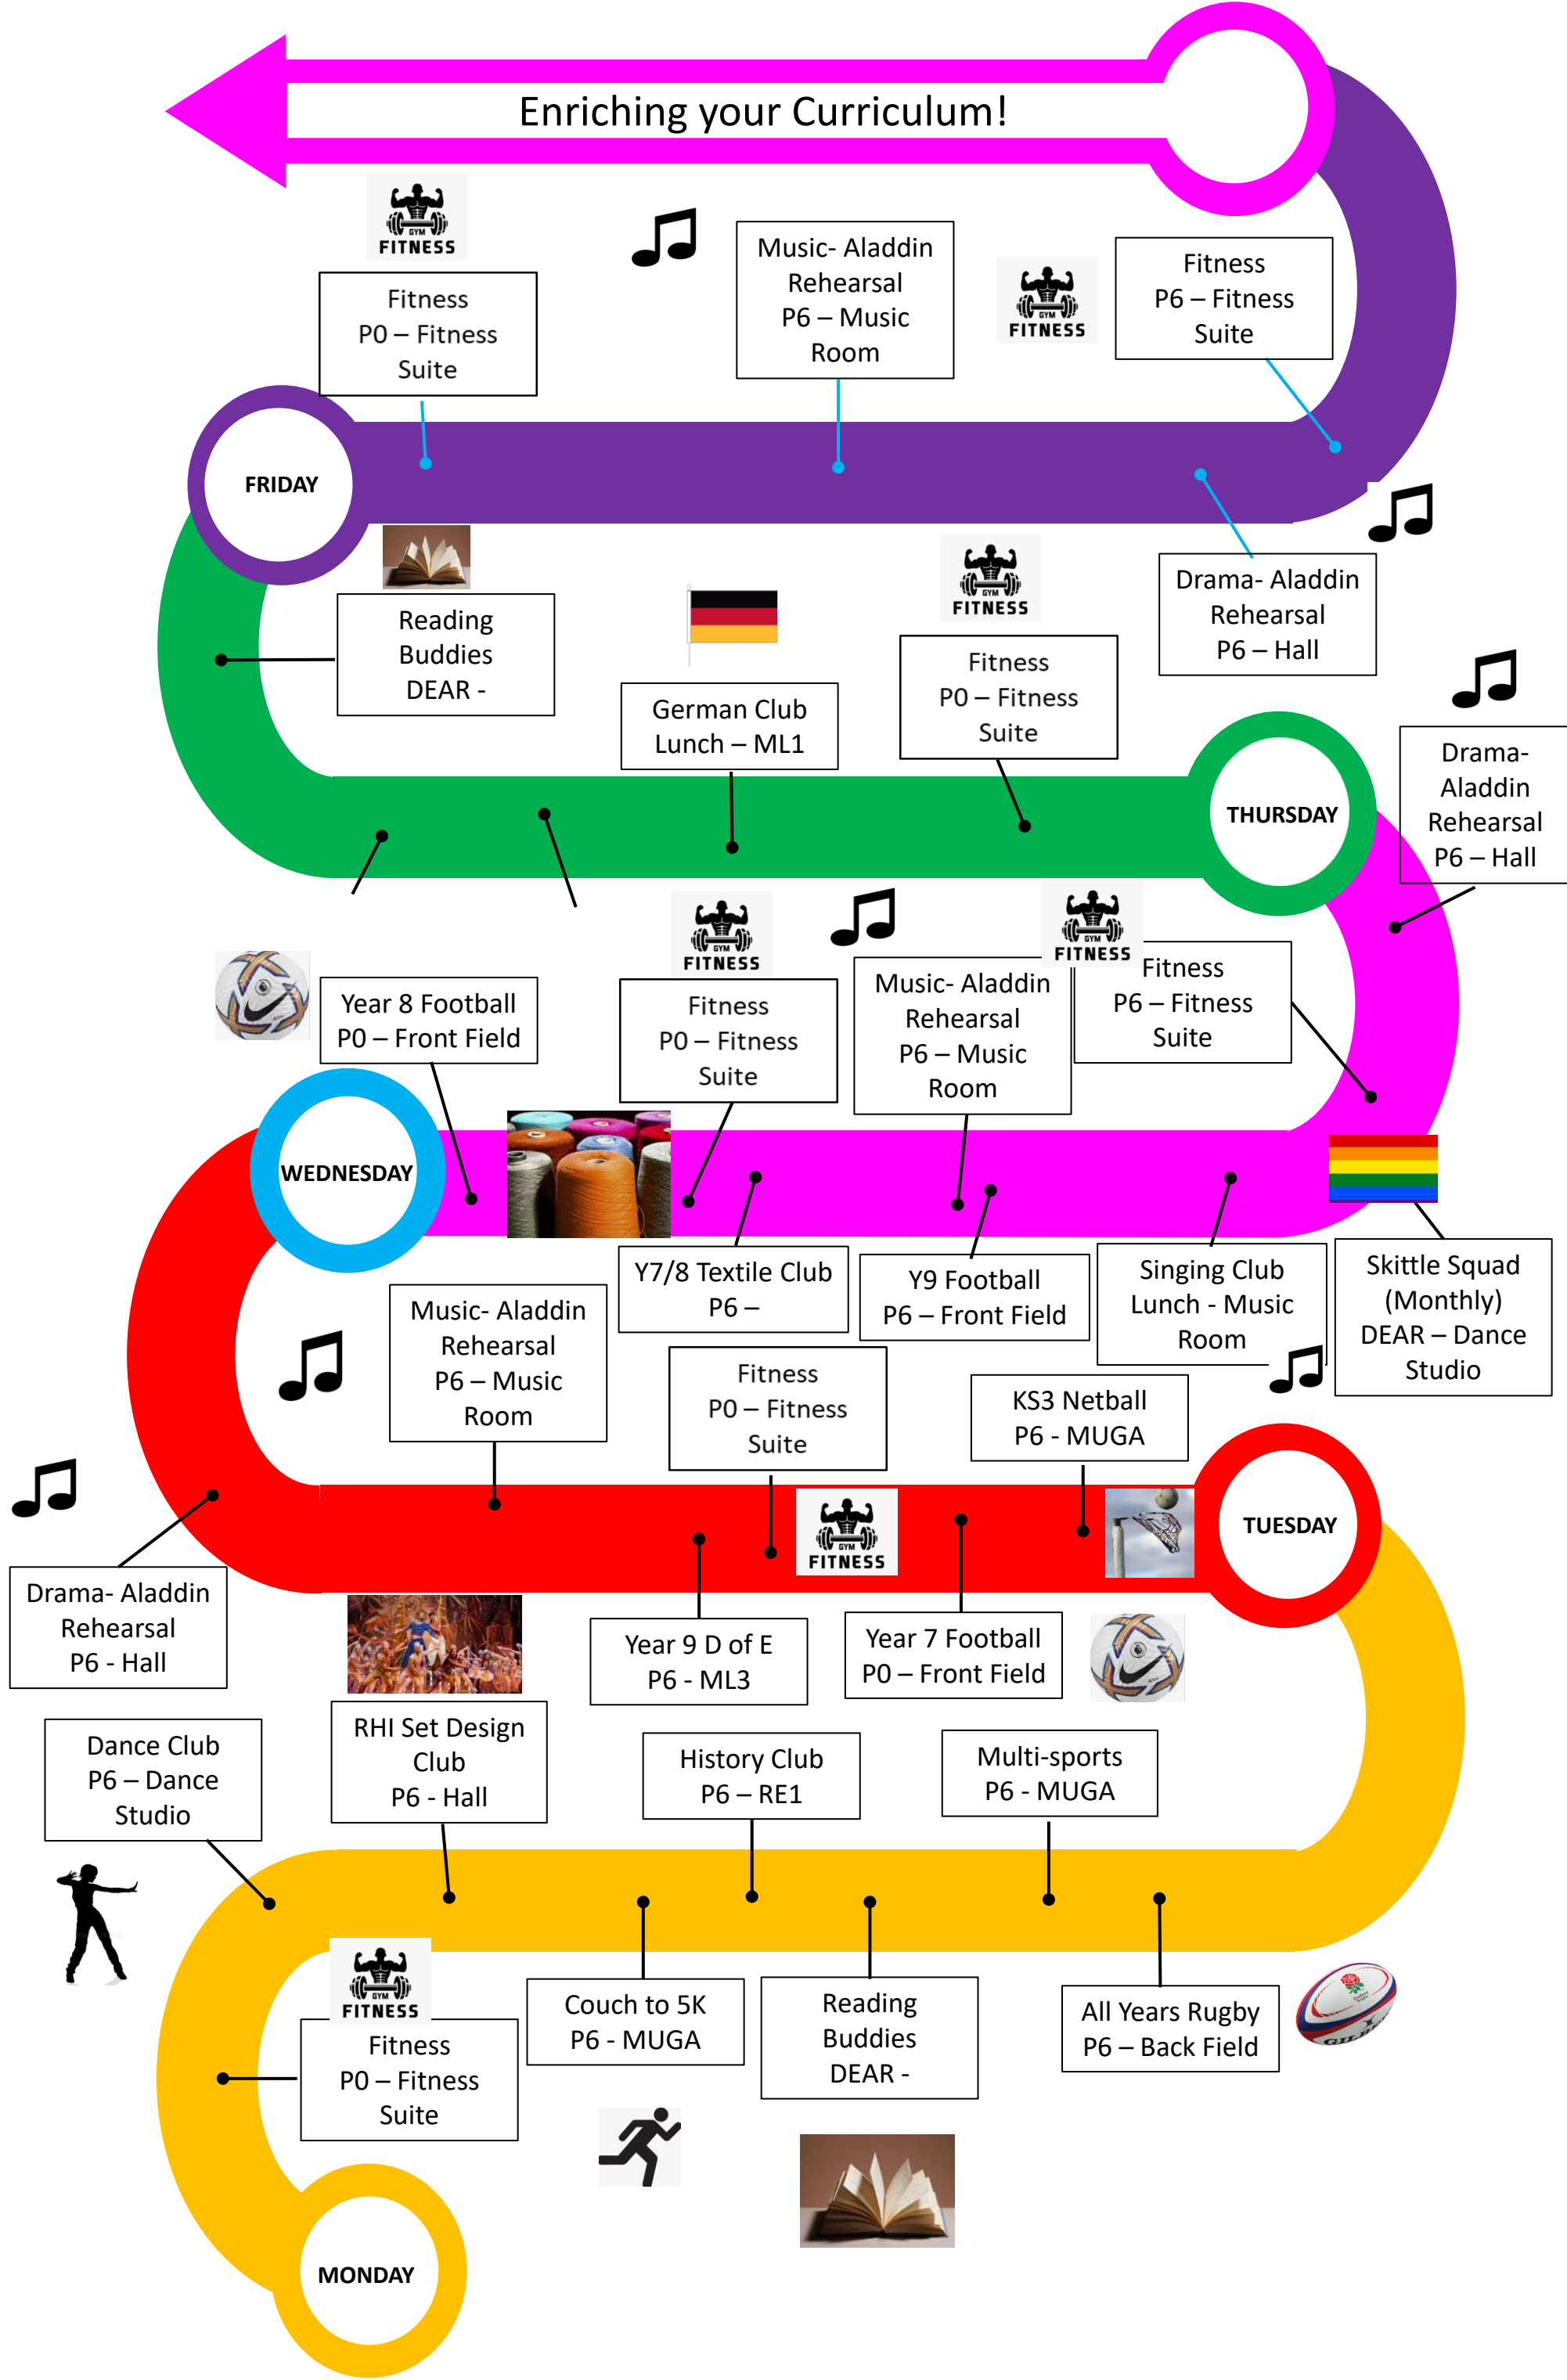 Enriching your Curriculum!
GYM
FITNESS
Fitness
P0 – Fitness
Suite
Music- Aladdin
Rehearsal
P6 – Music
Room
GYM
FITNESS
Fitness
P6 – Fitness
Suite
FRIDAY
Drama- Aladdin
Rehearsal
P6 – Hall
Reading
Buddies
DEAR -
German Club
Lunch – ML1
GYM
FITNESS
Fitness
P0 – Fitness
Suite
THURSDAY
Drama-
Aladdin
Rehearsal
P6 – Hall
Year 8 Football
P0 – Front Field
GYM
FITNESS
Fitness
P0 – Fitness
Suite
Music- Aladdin
Rehearsal
P6 – Music
Room
GYM
FITNESS
Fitness
P6 – Fitness
Suite
WEDNESDAY
Y7/8 Textile Club
P6 –
Y9 Football
P6 – Front Field
Singing Club
Lunch - Music
Room
Skittle Squad
(Monthly)
DEAR – Dance
Studio
Music- Aladdin
Rehearsal
P6 – Music
Room
Fitness
P0 – Fitness
Suite
KS3 Netball
P6 - MUGA
GYM
FITNESS
TUESDAY
Drama- Aladdin
Rehearsal
P6 - Hall
Year 9 D of E
P6 - ML3
Year 7 Football
P0 – Front Field
Dance Club
P6 – Dance
Studio
RHI Set Design
Club
P6 - Hall
History Club
P6 – RE1
Multi-sports
P6 - MUGA
GYM
FITNESS
Fitness
P0 – Fitness
Suite
Couch to 5K
P6 - MUGA
Reading
Buddies
DEAR -
All Years Rugby
P6 – Back Field
MONDAY